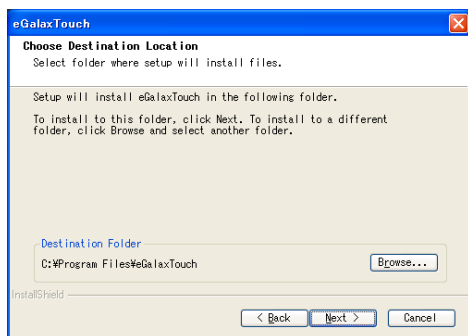 eGalaxTouch
Choose Destination Location
Select folder where setup will install files.
Setup will install eGalaxTouch in the following folder.
To install to this folder, click Next. To install to a different
folder, click Browse and select another folder.
Destination Folder
C:¥Program Files¥eGalaxTouch
Browse...
InstallShield
< Back
Next >
Cancel